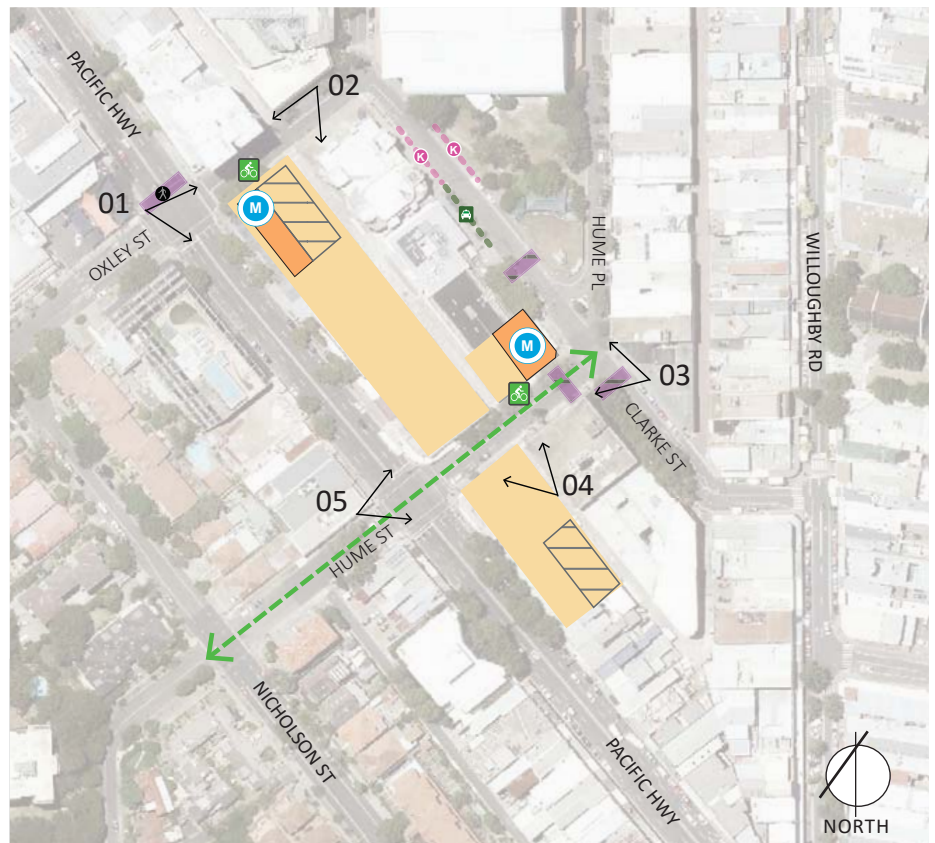 PACIFIC HWY
02
K
K
01
M
OXLEY ST
HUME PL
WILLOUGHBY RD
M
03
CLARKE ST
04
05
HUME ST
NICHOLSON ST
PACIFIC HWY
NORTH